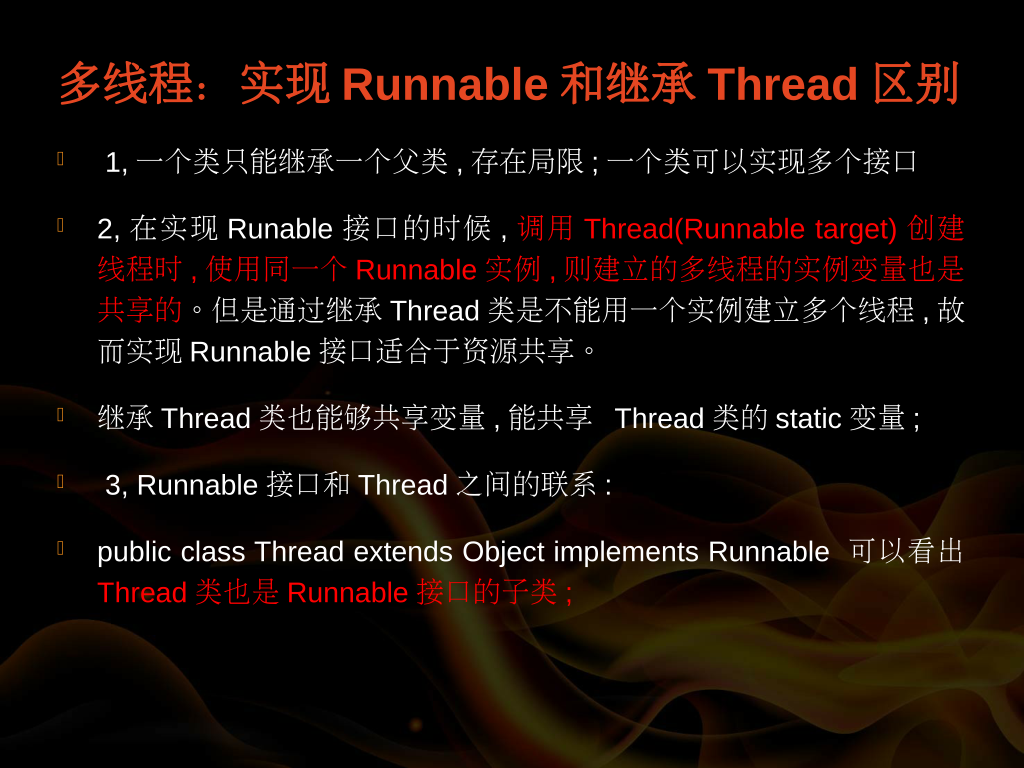 多线程：实现 Runnable 和继承 Thread 区别
1, 一个类只能继承一个父类 , 存在局限 ; 一个类可以实现多个接口
2, 在实现 Runable 接口的时候 , 调用 Thread(Runnable target) 创建
线程时 , 使用同一个 Runnable 实例 , 则建立的多线程的实例变量也是
共享的。但是通过继承 Thread 类是不能用一个实例建立多个线程 , 故
而实现 Runnable 接口适合于资源共享。
继承 Thread 类也能够共享变量 , 能共享 Thread 类的 static 变量 ;
3, Runnable 接口和 Thread 之间的联系 :
public class Thread extends Object implements Runnable 可以看出
Thread 类也是 Runnable 接口的子类 ;